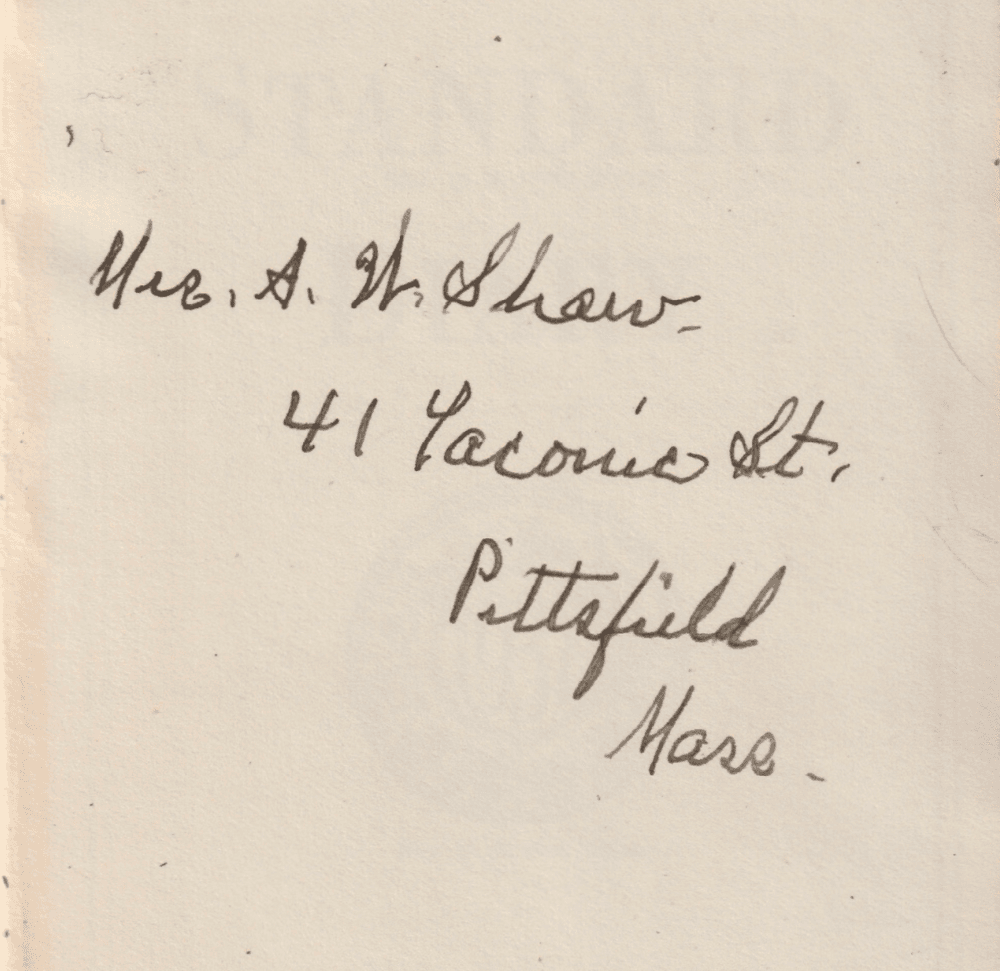 Mrs. A. W. Shaw.
41 Taconic St.
Pittsfield
Mass.